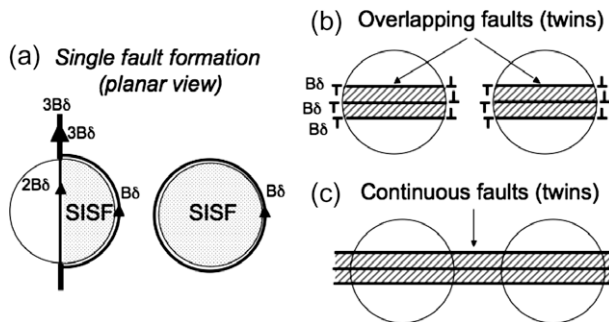 (a) Single fault formation
(planar view)
3Bδ
3Bδ
2Bδ
SISF
Bδ
SISF
Bδ
(b) Overlapping faults (twins)
Bδ
Bδ
Bδ
(c) Continuous faults (twins)